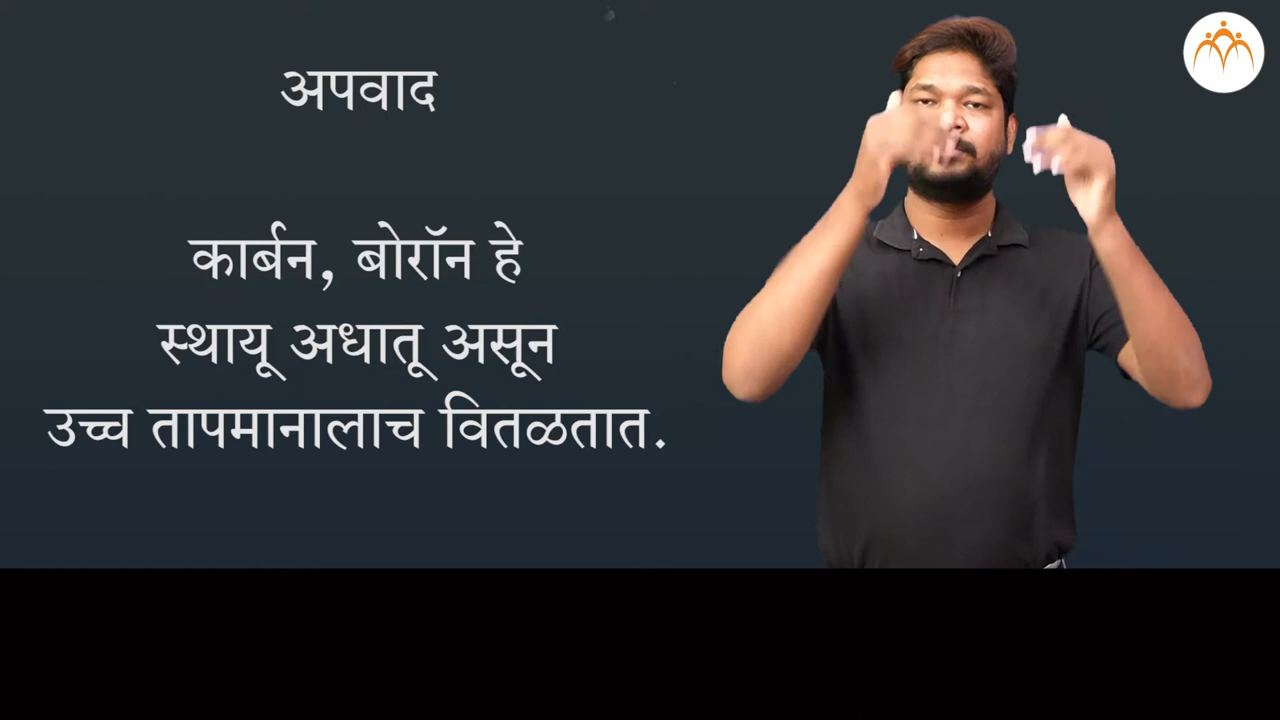 अपवाद
कार्बन, बोरॉन हे
स्थायू अधातू असून
उच्च तापमानालाच वितळतात.